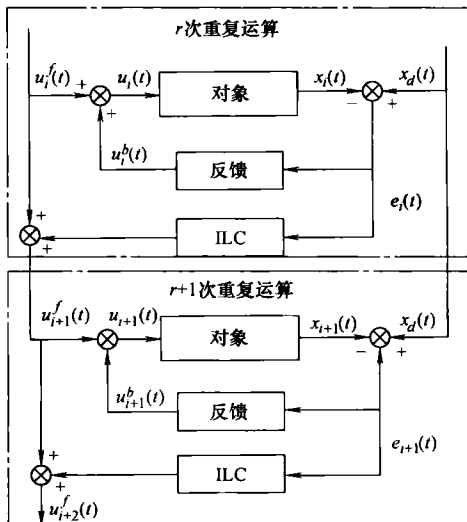 r次重复运算
u_i^f(t) + u_i(t) 对象 x_i(t) x_d(t)
+ − +
u_i^b(t) 反馈
e_i(t)
+ ILC
+
r+1次重复运算
u_{i+1}^f(t) u_{i+1}(t) 对象 x_{i+1}(t) x_d(t)
− +
u_{i+1}^b(t) 反馈
+ ILC e_{i+1}(t)
+
u_{i+2}^f(t)